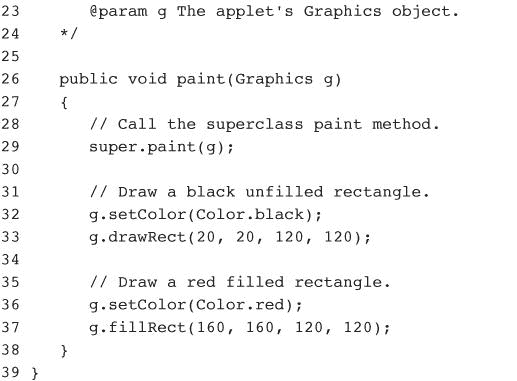 23       @param g The applet's Graphics object.
24    */
25
26    public void paint(Graphics g)
27    {
28       // Call the superclass paint method.
29       super.paint(g);
30
31       // Draw a black unfilled rectangle.
32       g.setColor(Color.black);
33       g.drawRect(20, 20, 120, 120);
34
35       // Draw a red filled rectangle.
36       g.setColor(Color.red);
37       g.fillRect(160, 160, 120, 120);
38    }
39 }